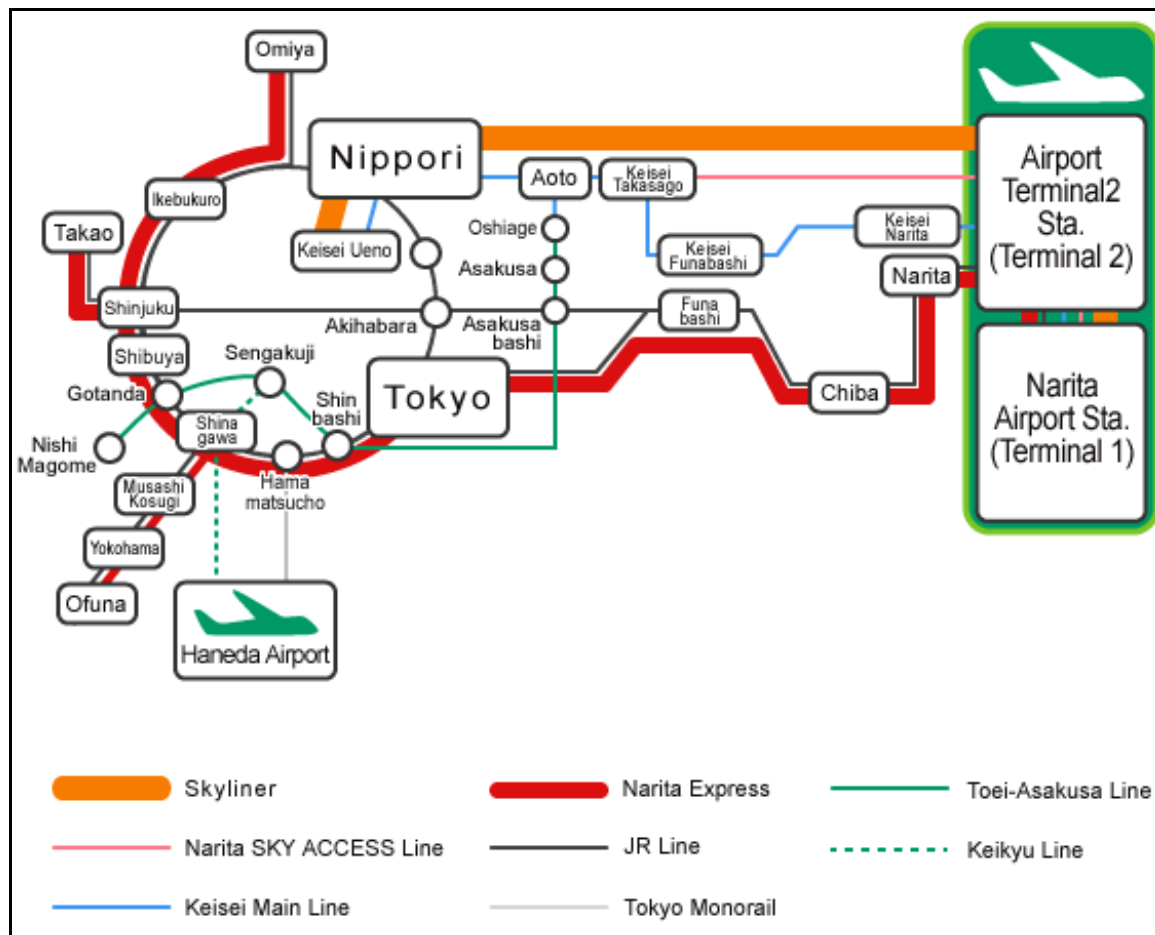 Omiya
Nippori
Airport
Terminal2
Sta.
(Terminal 2)
Aoto
Keisei
Takasago
Ikebukuro
Takao
Keisei Ueno
Oshiage
Keisei
Narita
Keisei
Funabashi
Asakusa
Narita
Shinjuku
Akihabara
Asakusa
bashi
Funa
bashi
Shibuya
Sengakuji
Gotanda
Tokyo
Chiba
Narita
Airport Sta.
(Terminal 1)
Shin
bashi
Shina
gawa
Nishi
Magome
Hama
matsucho
Musashi
Kosugi
Yokohama
Ofuna
Haneda Airport
Skyliner
Narita Express
Toei-Asakusa Line
Narita SKY ACCESS Line
JR Line
Keikyu Line
Keisei Main Line
Tokyo Monorail